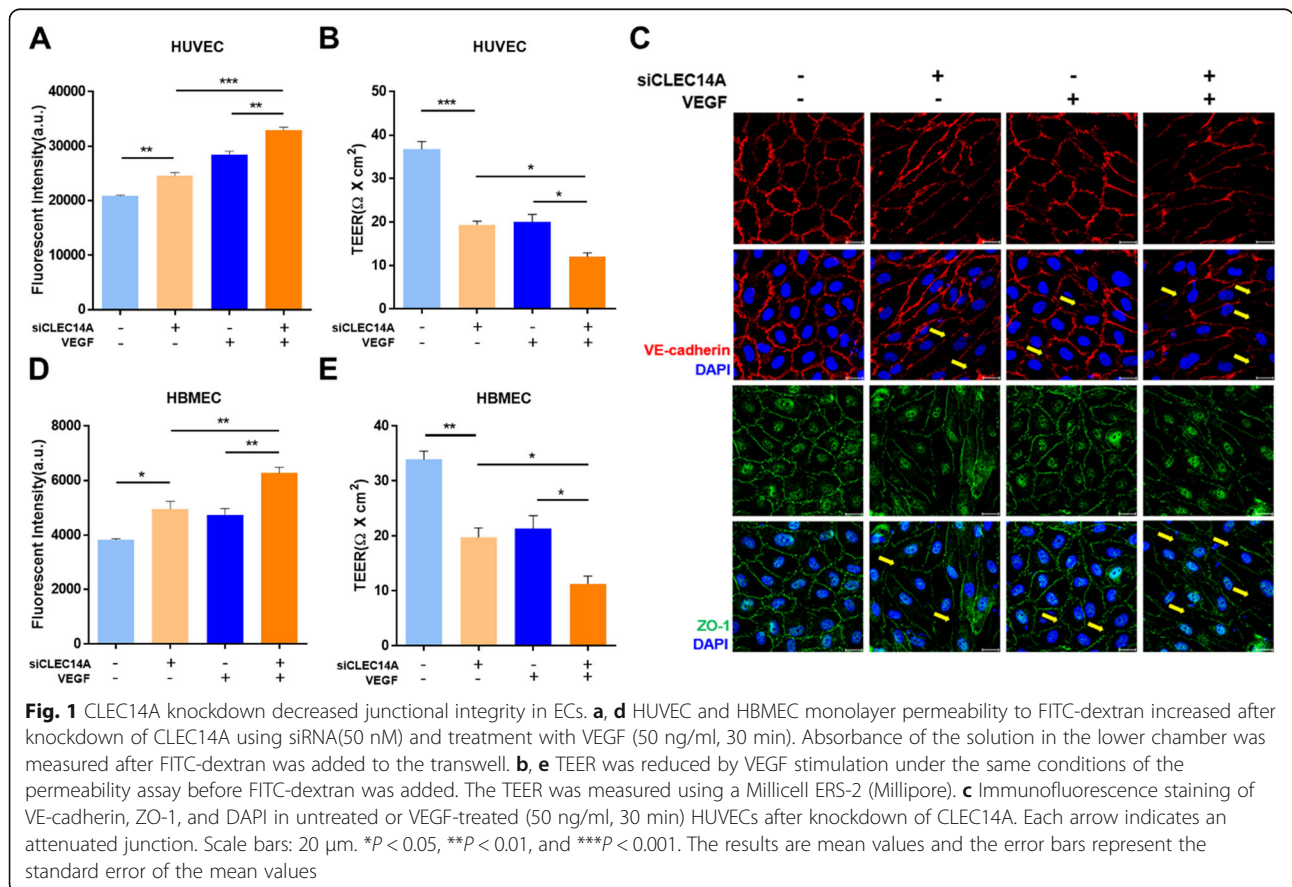 A
HUVEC
***
**
**
Fluorescent Intensity(a.u.)
40000
30000
20000
10000
0
siCLEC14A - + - +
VEGF - - + +
B
HUVEC
***
*
*
TEER(Ω X cm²)
50
40
30
20
10
0
siCLEC14A - + - +
VEGF - - + +
C
siCLEC14A - + - +
VEGF - - + +
VE-cadherin
DAPI
ZO-1
DAPI
D
HBMEC
**
*
**
Fluorescent Intensity(a.u.)
8000
6000
4000
2000
0
siCLEC14A - + - +
VEGF - - + +
E
HBMEC
**
*
*
TEER(Ω X cm²)
40
30
20
10
0
siCLEC14A - + - +
VEGF - - + +
Fig. 1 CLEC14A knockdown decreased junctional integrity in ECs. a, d HUVEC and HBMEC monolayer permeability to FITC-dextran increased after
knockdown of CLEC14A using siRNA(50 nM) and treatment with VEGF (50 ng/ml, 30 min). Absorbance of the solution in the lower chamber was
measured after FITC-dextran was added to the transwell. b, e TEER was reduced by VEGF stimulation under the same conditions of the
permeability assay before FITC-dextran was added. The TEER was measured using a Millicell ERS-2 (Millipore). c Immunofluorescence staining of
VE-cadherin, ZO-1, and DAPI in untreated or VEGF-treated (50 ng/ml, 30 min) HUVECs after knockdown of CLEC14A. Each arrow indicates an
attenuated junction. Scale bars: 20 μm. *P < 0.05, **P < 0.01, and ***P < 0.001. The results are mean values and the error bars represent the
standard error of the mean values